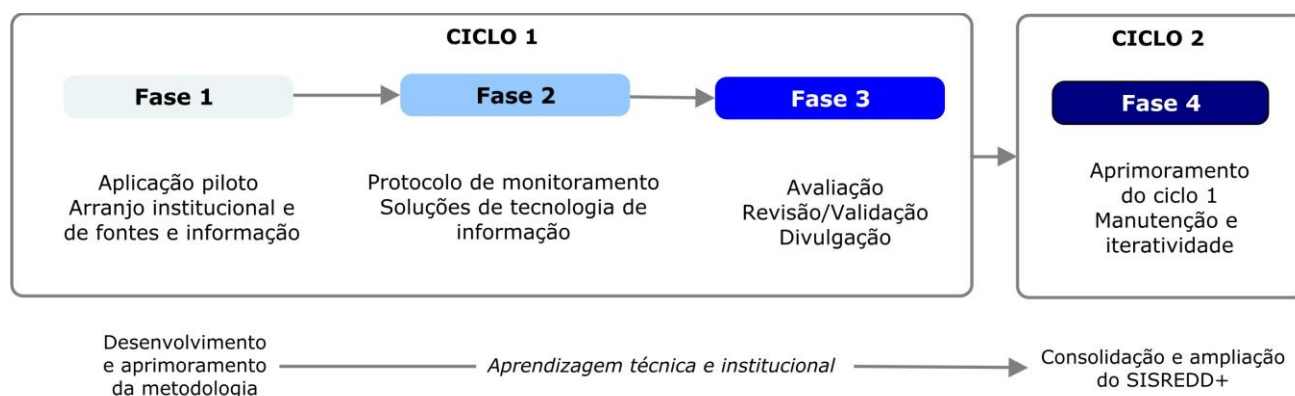 CICLO 1
Fase 1
Fase 2
Fase 3
Aplicação piloto
Arranjo institucional e
de fontes e informação
Protocolo de monitoramento
Soluções de tecnologia de
informação
Avaliação
Revisão/Validação
Divulgação
CICLO 2
Fase 4
Aprimoramento
do ciclo 1
Manutenção e
iteratividade
Desenvolvimento
e aprimoramento
da metodologia
Aprendizagem técnica e institucional
Consolidação e ampliação
do SISREDD+